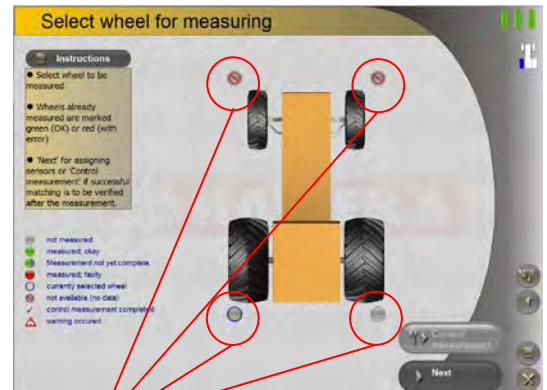 Select wheel for measuring
Instructions
● Select wheel to be
measured
● Wheels already
measured are marked
green (OK) or red (with
error)
● 'Next' for assigning
sensors or 'Control
measurement' if successful
matching is to be verified
after the measurement.
not measured
measured; okay
Measurement not yet complete
measured; faulty
currently selected wheel
not available (no data)
control measurement completed
warning occured
Control
measurement
Next